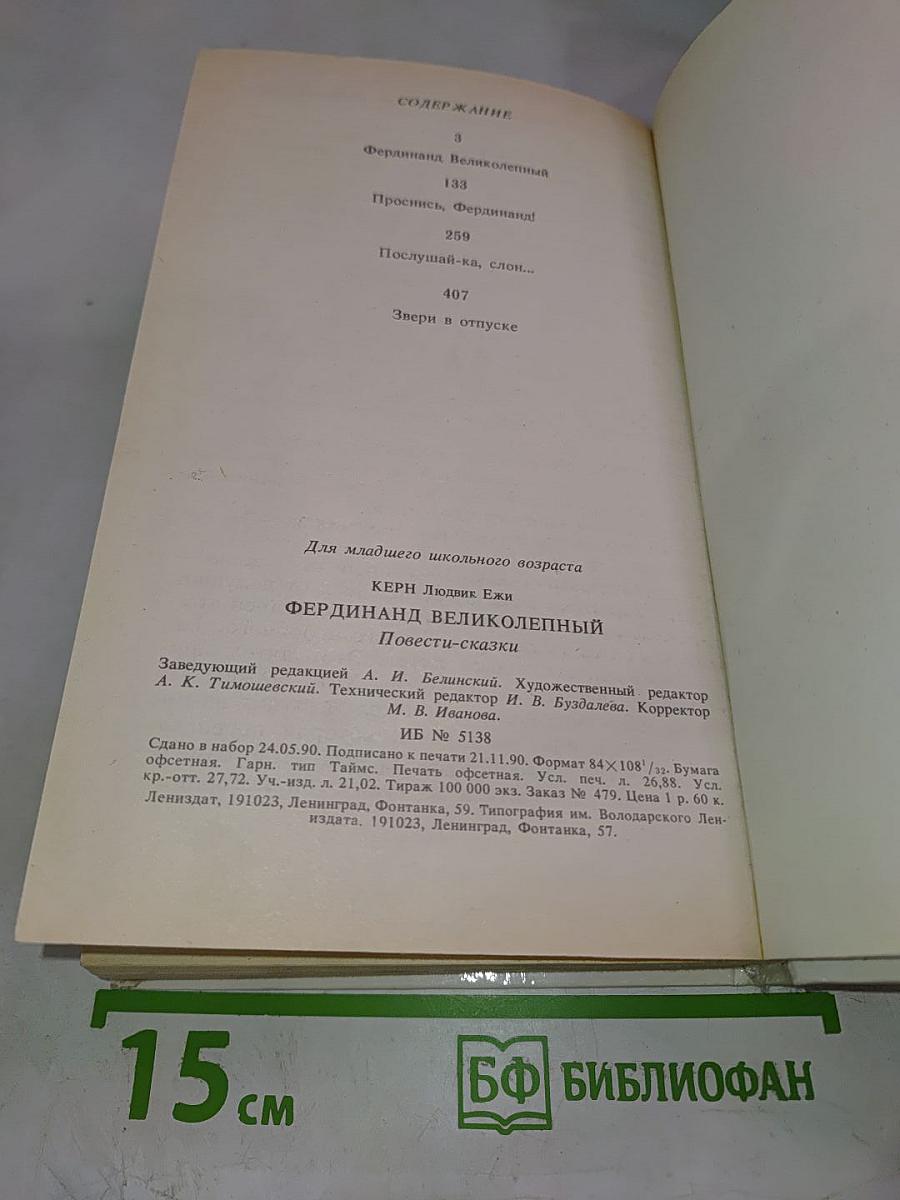 СОДЕРЖАНИЕ
3
Фердинанд Великолепный
133
Проснись, Фердинанд!
259
Послушай-ка, слон...
407
Звери в отпуске
Для младшего школьного возраста
КЕРН Людвик Ежи
ФЕРДИНАНД ВЕЛИКОЛЕПНЫЙ
Повести-сказки
Заведующий редакцией А. И. Белинский. Художественный редактор
А. К. Тимошевский. Технический редактор И. В. Буздалева. Корректор
М. В. Иванова.
ИБ № 5138
Сдано в набор 24.05.90. Подписано к печати 21.11.90. Формат 84×108¹/₃₂. Бумага
офсетная. Гарн. тип Таймс. Печать офсетная. Усл. печ. л. 26,88. Усл.
кр.-отт. 27,72. Уч.-изд. л. 21,02. Тираж 100 000 экз. Заказ № 479. Цена 1 р. 60 к.
Лениздат, 191023, Ленинград, Фонтанка, 59. Типография им. Володарского Лен-
издата. 191023, Ленинград, Фонтанка, 57.
15 см
БФ БИБЛИОФАН